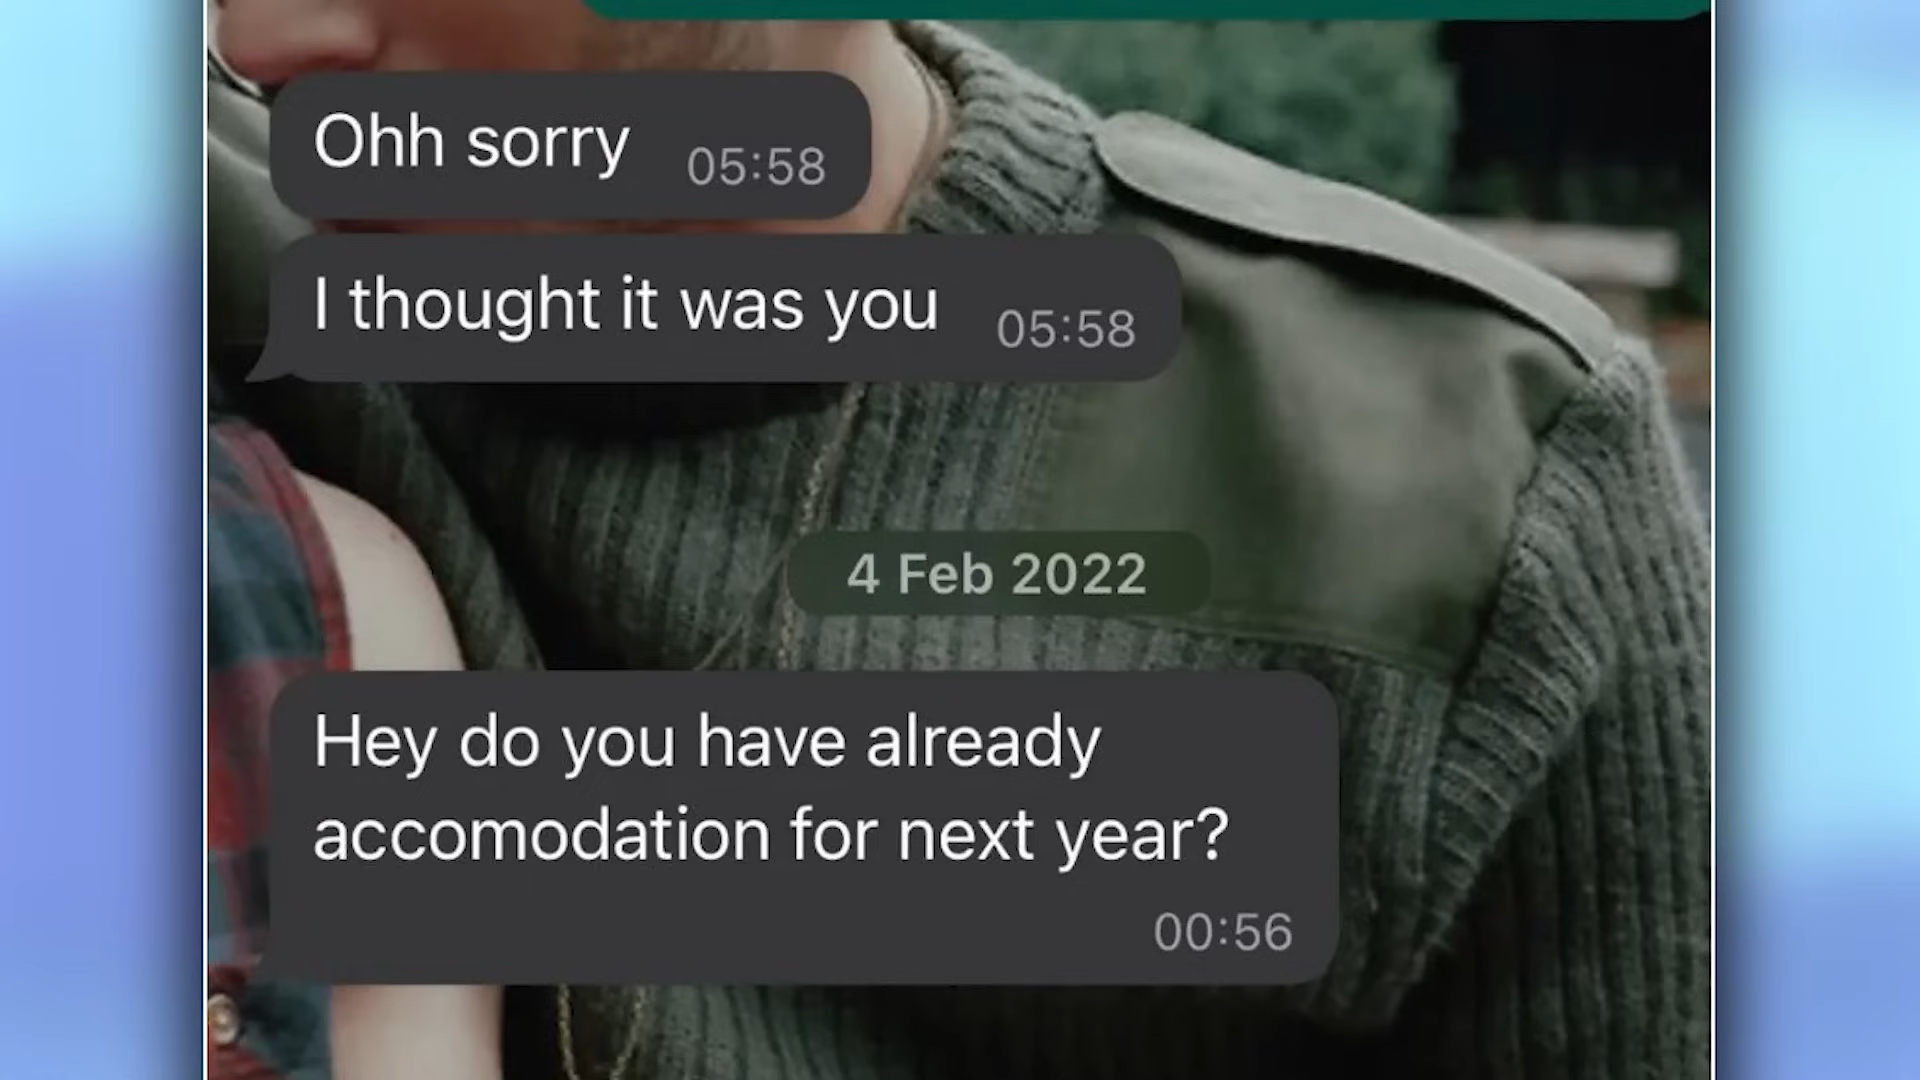 Ohh sorry 05:58
I thought it was you 05:58
4 Feb 2022
Hey do you have already
accomodation for next year?
00:56